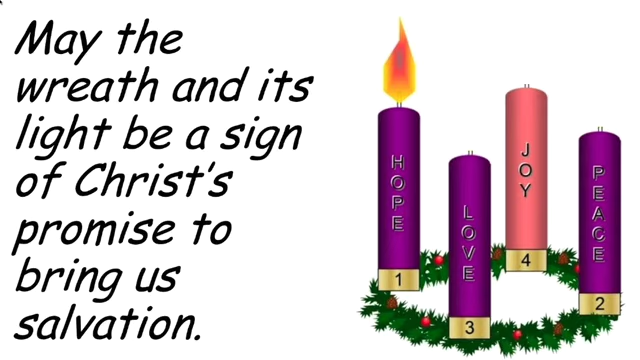 May the
wreath and its
light be a sign
of Christ's
promise to
bring us
salvation.
HOPE
1
LOVE
3
JOY
4
PEACE
2